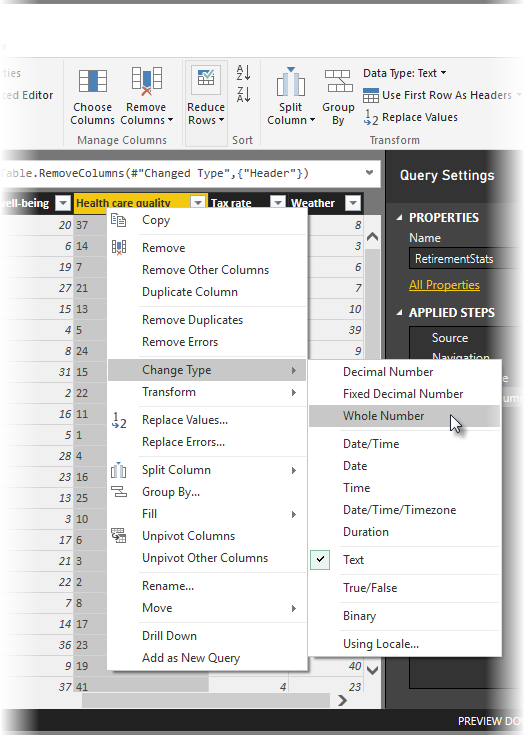 ties
Data Type: Text
ced Editor
Choose Columns
Remove Columns
Reduce Rows
Split Column
Group By
Use First Row As Headers
Replace Values
Manage Columns
Sort
Transform
Table.RemoveColumns(#"Changed Type",{"Header"})
well-being
Health care quality
Tax rate
Weather
20 37 8
6 14 3
19 7 6
27 21 7
15 13 10
4 5 39
8 24 9
31 15
2 22
16 11
5 1
28 4
23 16
13 25
3 10
17 6
21 3
22 2
7 8
14 17
36 23
9 19 40
37 41 4 23
Copy
Remove
Remove Other Columns
Duplicate Column
Remove Duplicates
Remove Errors
Change Type
Transform
Replace Values...
Replace Errors...
Split Column
Group By...
Fill
Unpivot Columns
Unpivot Other Columns
Rename...
Move
Drill Down
Add as New Query
Decimal Number
Fixed Decimal Number
Whole Number
Date/Time
Date
Time
Date/Time/Timezone
Duration
Text
True/False
Binary
Using Locale...
Query Settings
PROPERTIES
Name
RetirementStats
All Properties
APPLIED STEPS
Source
Navigation
PREVIEW DO